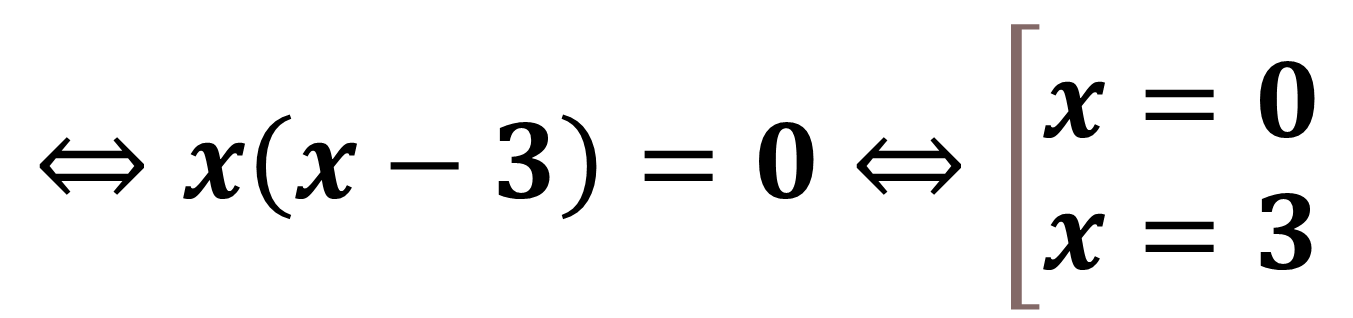 ⇔ x(x − 3) = 0 ⇔ [ x = 0
x = 3